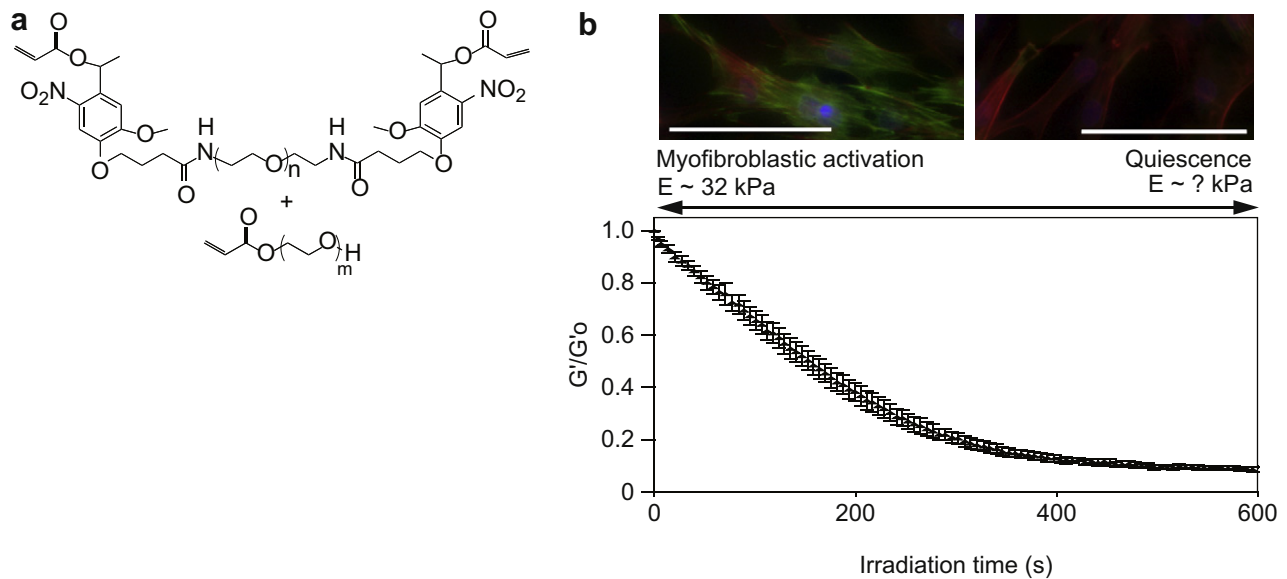 a
O
O
O
O
O₂N
NO₂
O
O
H
N
H
N
O
O
O
O
O
n
+
O
O
O
H
m
b
Myofibroblastic activation
E ~ 32 kPa
Quiescence
E ~ ? kPa
G'/G'o
1.0
0.8
0.6
0.4
0.2
0
0
200
400
600
Irradiation time (s)